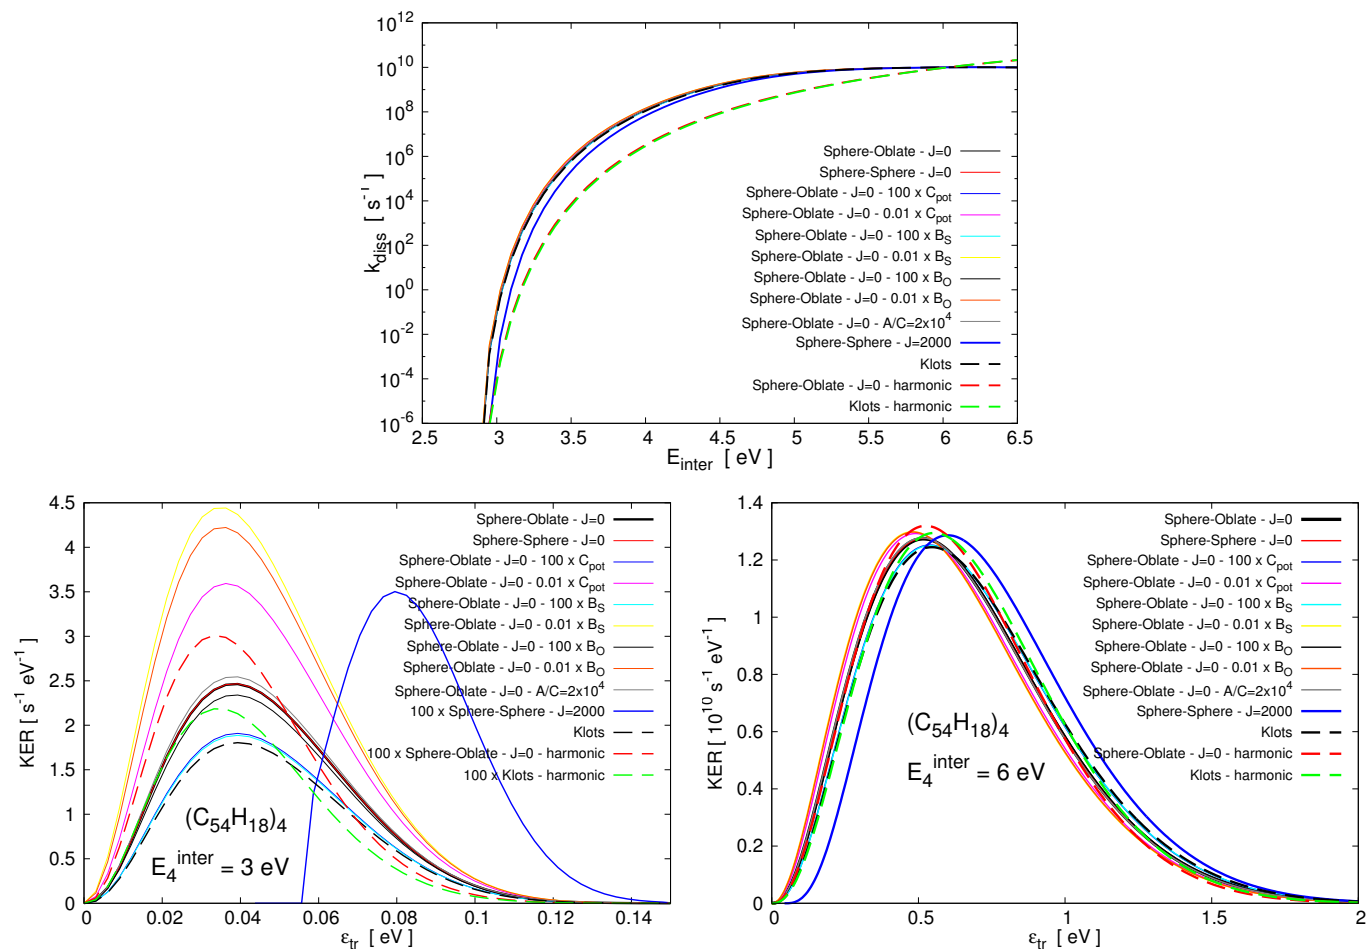 10^12
10^10
10^8
10^6
10^4
10^2
10^0
10^-2
10^-4
10^-6
k_diss [ s^-1 ]
2.5 3 3.5 4 4.5 5 5.5 6 6.5
E_inter [ eV ]
Sphere-Oblate - J=0
Sphere-Sphere - J=0
Sphere-Oblate - J=0 - 100 x C_pot
Sphere-Oblate - J=0 - 0.01 x C_pot
Sphere-Oblate - J=0 - 100 x B_S
Sphere-Oblate - J=0 - 0.01 x B_S
Sphere-Oblate - J=0 - 100 x B_O
Sphere-Oblate - J=0 - 0.01 x B_O
Sphere-Oblate - J=0 - A/C=2x10^4
Sphere-Sphere - J=2000
Klots
Sphere-Oblate - J=0 - harmonic
Klots - harmonic
4.5
4
3.5
3
2.5
2
1.5
1
0.5
0
KER [ s^-1 eV^-1 ]
0 0.02 0.04 0.06 0.08 0.1 0.12 0.14
ε_tr [ eV ]
Sphere-Oblate - J=0
Sphere-Sphere - J=0
Sphere-Oblate - J=0 - 100 x C_pot
Sphere-Oblate - J=0 - 0.01 x C_pot
Sphere-Oblate - J=0 - 100 x B_S
Sphere-Oblate - J=0 - 0.01 x B_S
Sphere-Oblate - J=0 - 100 x B_O
Sphere-Oblate - J=0 - 0.01 x B_O
Sphere-Oblate - J=0 - A/C=2x10^4
100 x Sphere-Sphere - J=2000
Klots
100 x Sphere-Oblate - J=0 - harmonic
100 x Klots - harmonic
(C_54H_18)_4
E_4^inter = 3 eV
1.4
1.2
1
0.8
0.6
0.4
0.2
0
KER [ 10^10 s^-1 eV^-1 ]
0 0.5 1 1.5 2
ε_tr [ eV ]
Sphere-Oblate - J=0
Sphere-Sphere - J=0
Sphere-Oblate - J=0 - 100 x C_pot
Sphere-Oblate - J=0 - 0.01 x C_pot
Sphere-Oblate - J=0 - 100 x B_S
Sphere-Oblate - J=0 - 0.01 x B_S
Sphere-Oblate - J=0 - 100 x B_O
Sphere-Oblate - J=0 - 0.01 x B_O
Sphere-Oblate - J=0 - A/C=2x10^4
Sphere-Sphere - J=2000
Klots
Sphere-Oblate - J=0 - harmonic
Klots - harmonic
(C_54H_18)_4
E_4^inter = 6 eV